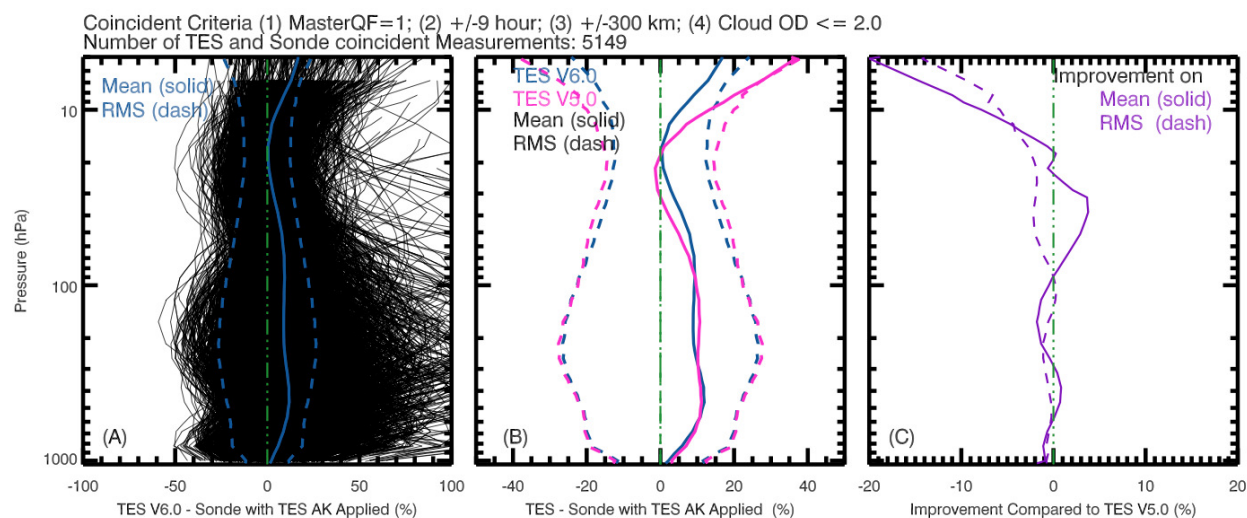 Coincident Criteria (1) MasterQF=1; (2) +/-9 hour; (3) +/-300 km; (4) Cloud OD <= 2.0
Number of TES and Sonde coincident Measurements: 5149
Mean (solid)
RMS (dash)
10
100
1000
Pressure (hPa)
(A)
-100
-50
0
50
100
TES V6.0 - Sonde with TES AK Applied (%)
TES V6.0
TES V5.0
Mean (solid)
RMS (dash)
(B)
-40
-20
0
20
40
TES - Sonde with TES AK Applied (%)
Improvement on
Mean (solid)
RMS (dash)
(C)
-20
-10
0
10
20
Improvement Compared to TES V5.0 (%)